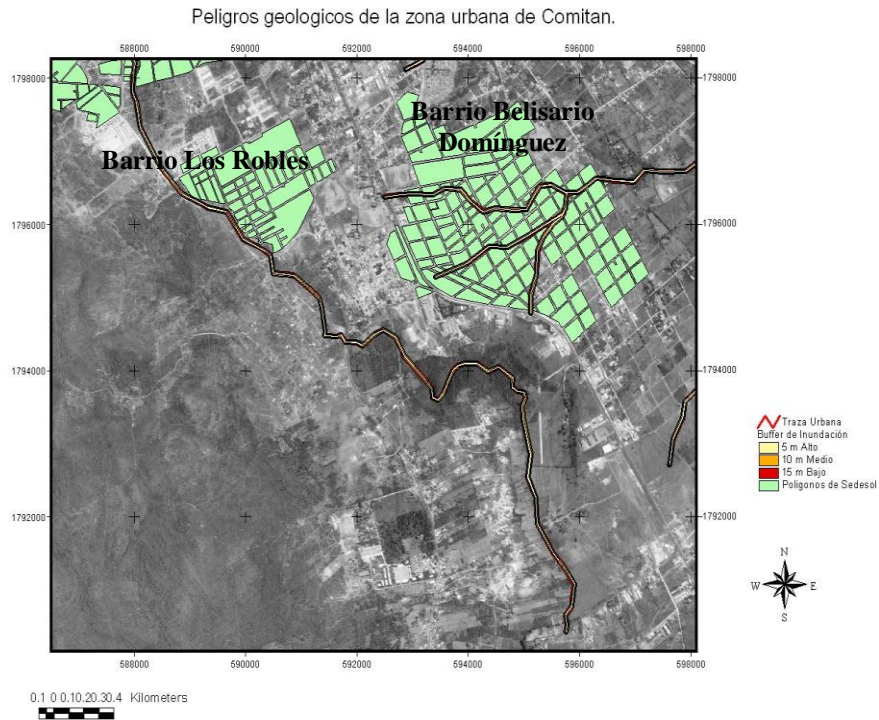 Peligros geologicos de la zona urbana de Comitan.
588000 590000 592000 594000 596000 598000
1798000 1798000
Barrio Belisario
Domínguez
Barrio Los Robles
1796000 1796000
1794000 1794000
Traza Urbana
Buffer de Inundación
5 m Alto
10 m Medio
15 m Bajo
Poligonos de Sedesol
1792000 1792000
N
W E
S
588000 590000 592000 594000 596000 598000
0.1 0 0.10.20.30.4 Kilometers